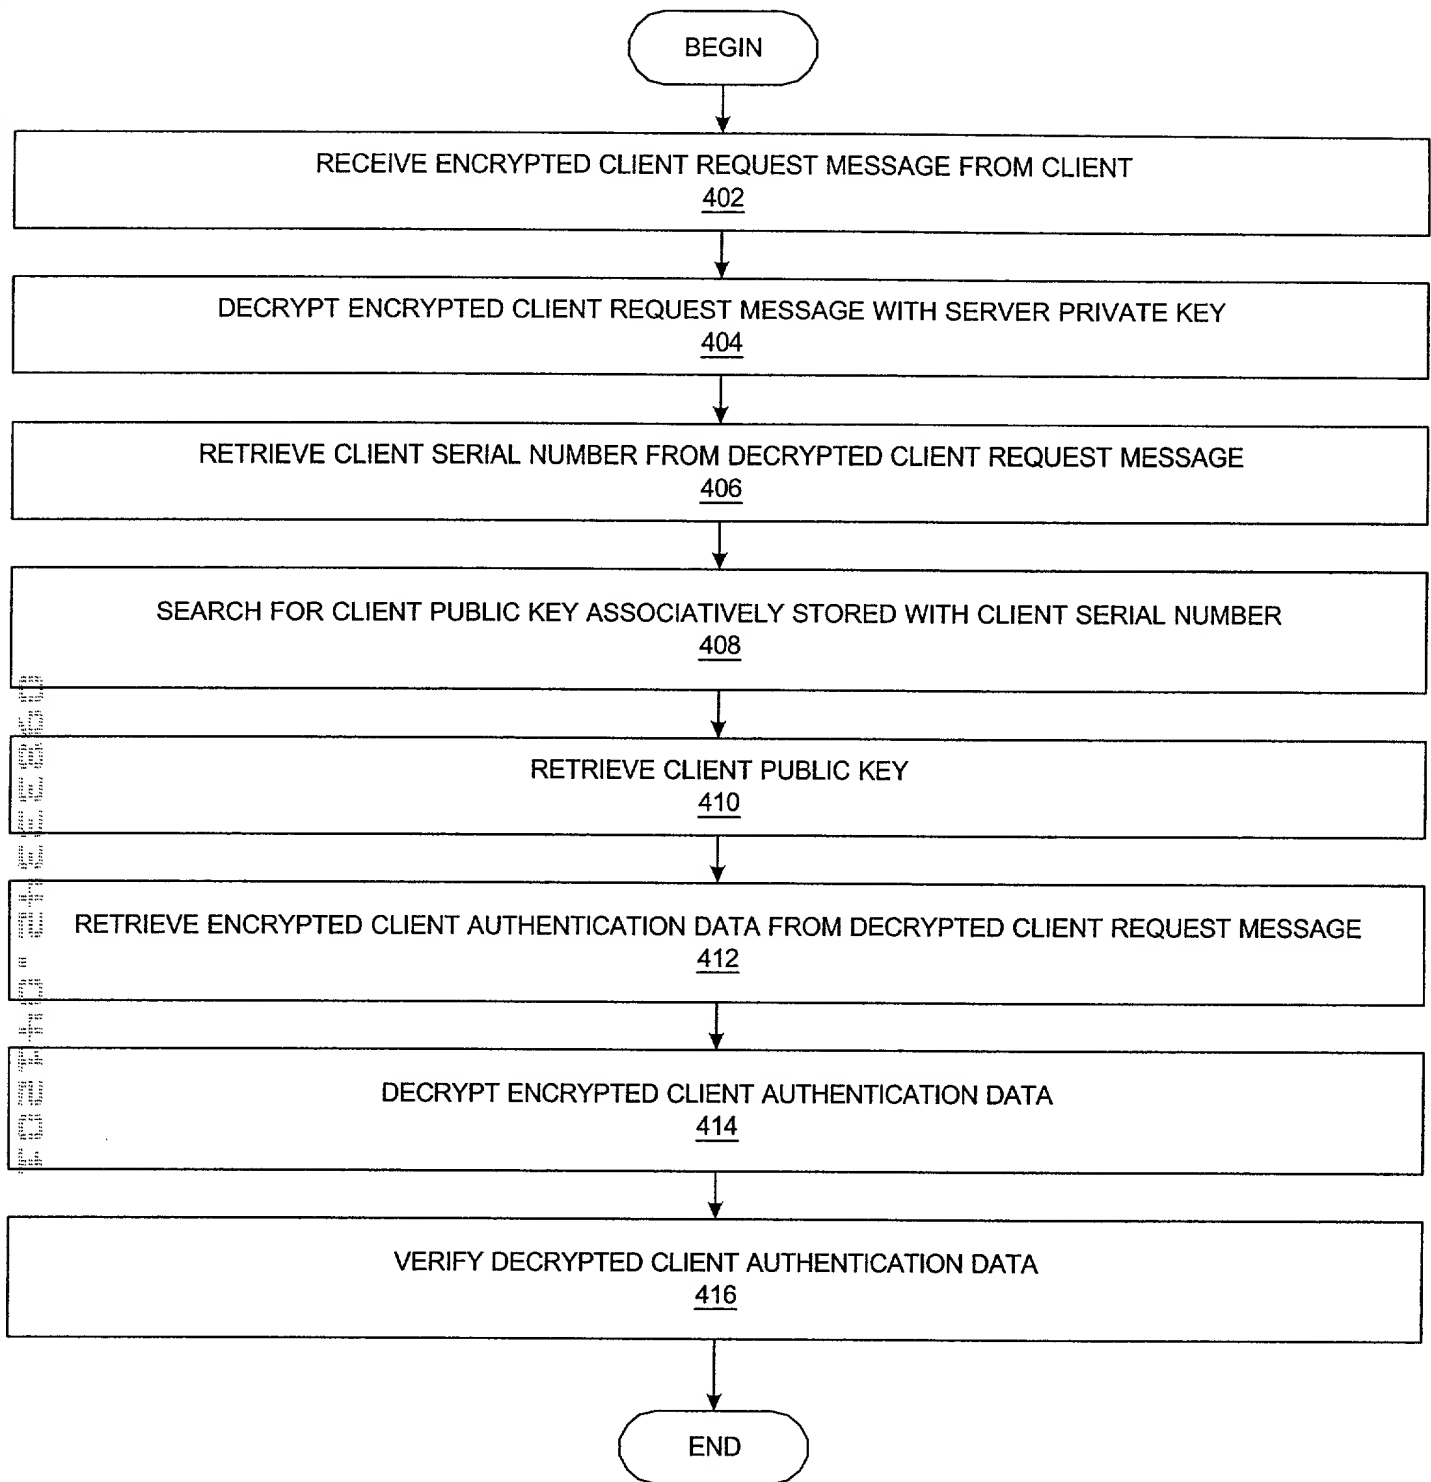 BEGIN
RECEIVE ENCRYPTED CLIENT REQUEST MESSAGE FROM CLIENT
402
DECRYPT ENCRYPTED CLIENT REQUEST MESSAGE WITH SERVER PRIVATE KEY
404
RETRIEVE CLIENT SERIAL NUMBER FROM DECRYPTED CLIENT REQUEST MESSAGE
406
SEARCH FOR CLIENT PUBLIC KEY ASSOCIATIVELY STORED WITH CLIENT SERIAL NUMBER
408
RETRIEVE CLIENT PUBLIC KEY
410
RETRIEVE ENCRYPTED CLIENT AUTHENTICATION DATA FROM DECRYPTED CLIENT REQUEST MESSAGE
412
DECRYPT ENCRYPTED CLIENT AUTHENTICATION DATA
414
VERIFY DECRYPTED CLIENT AUTHENTICATION DATA
416
END